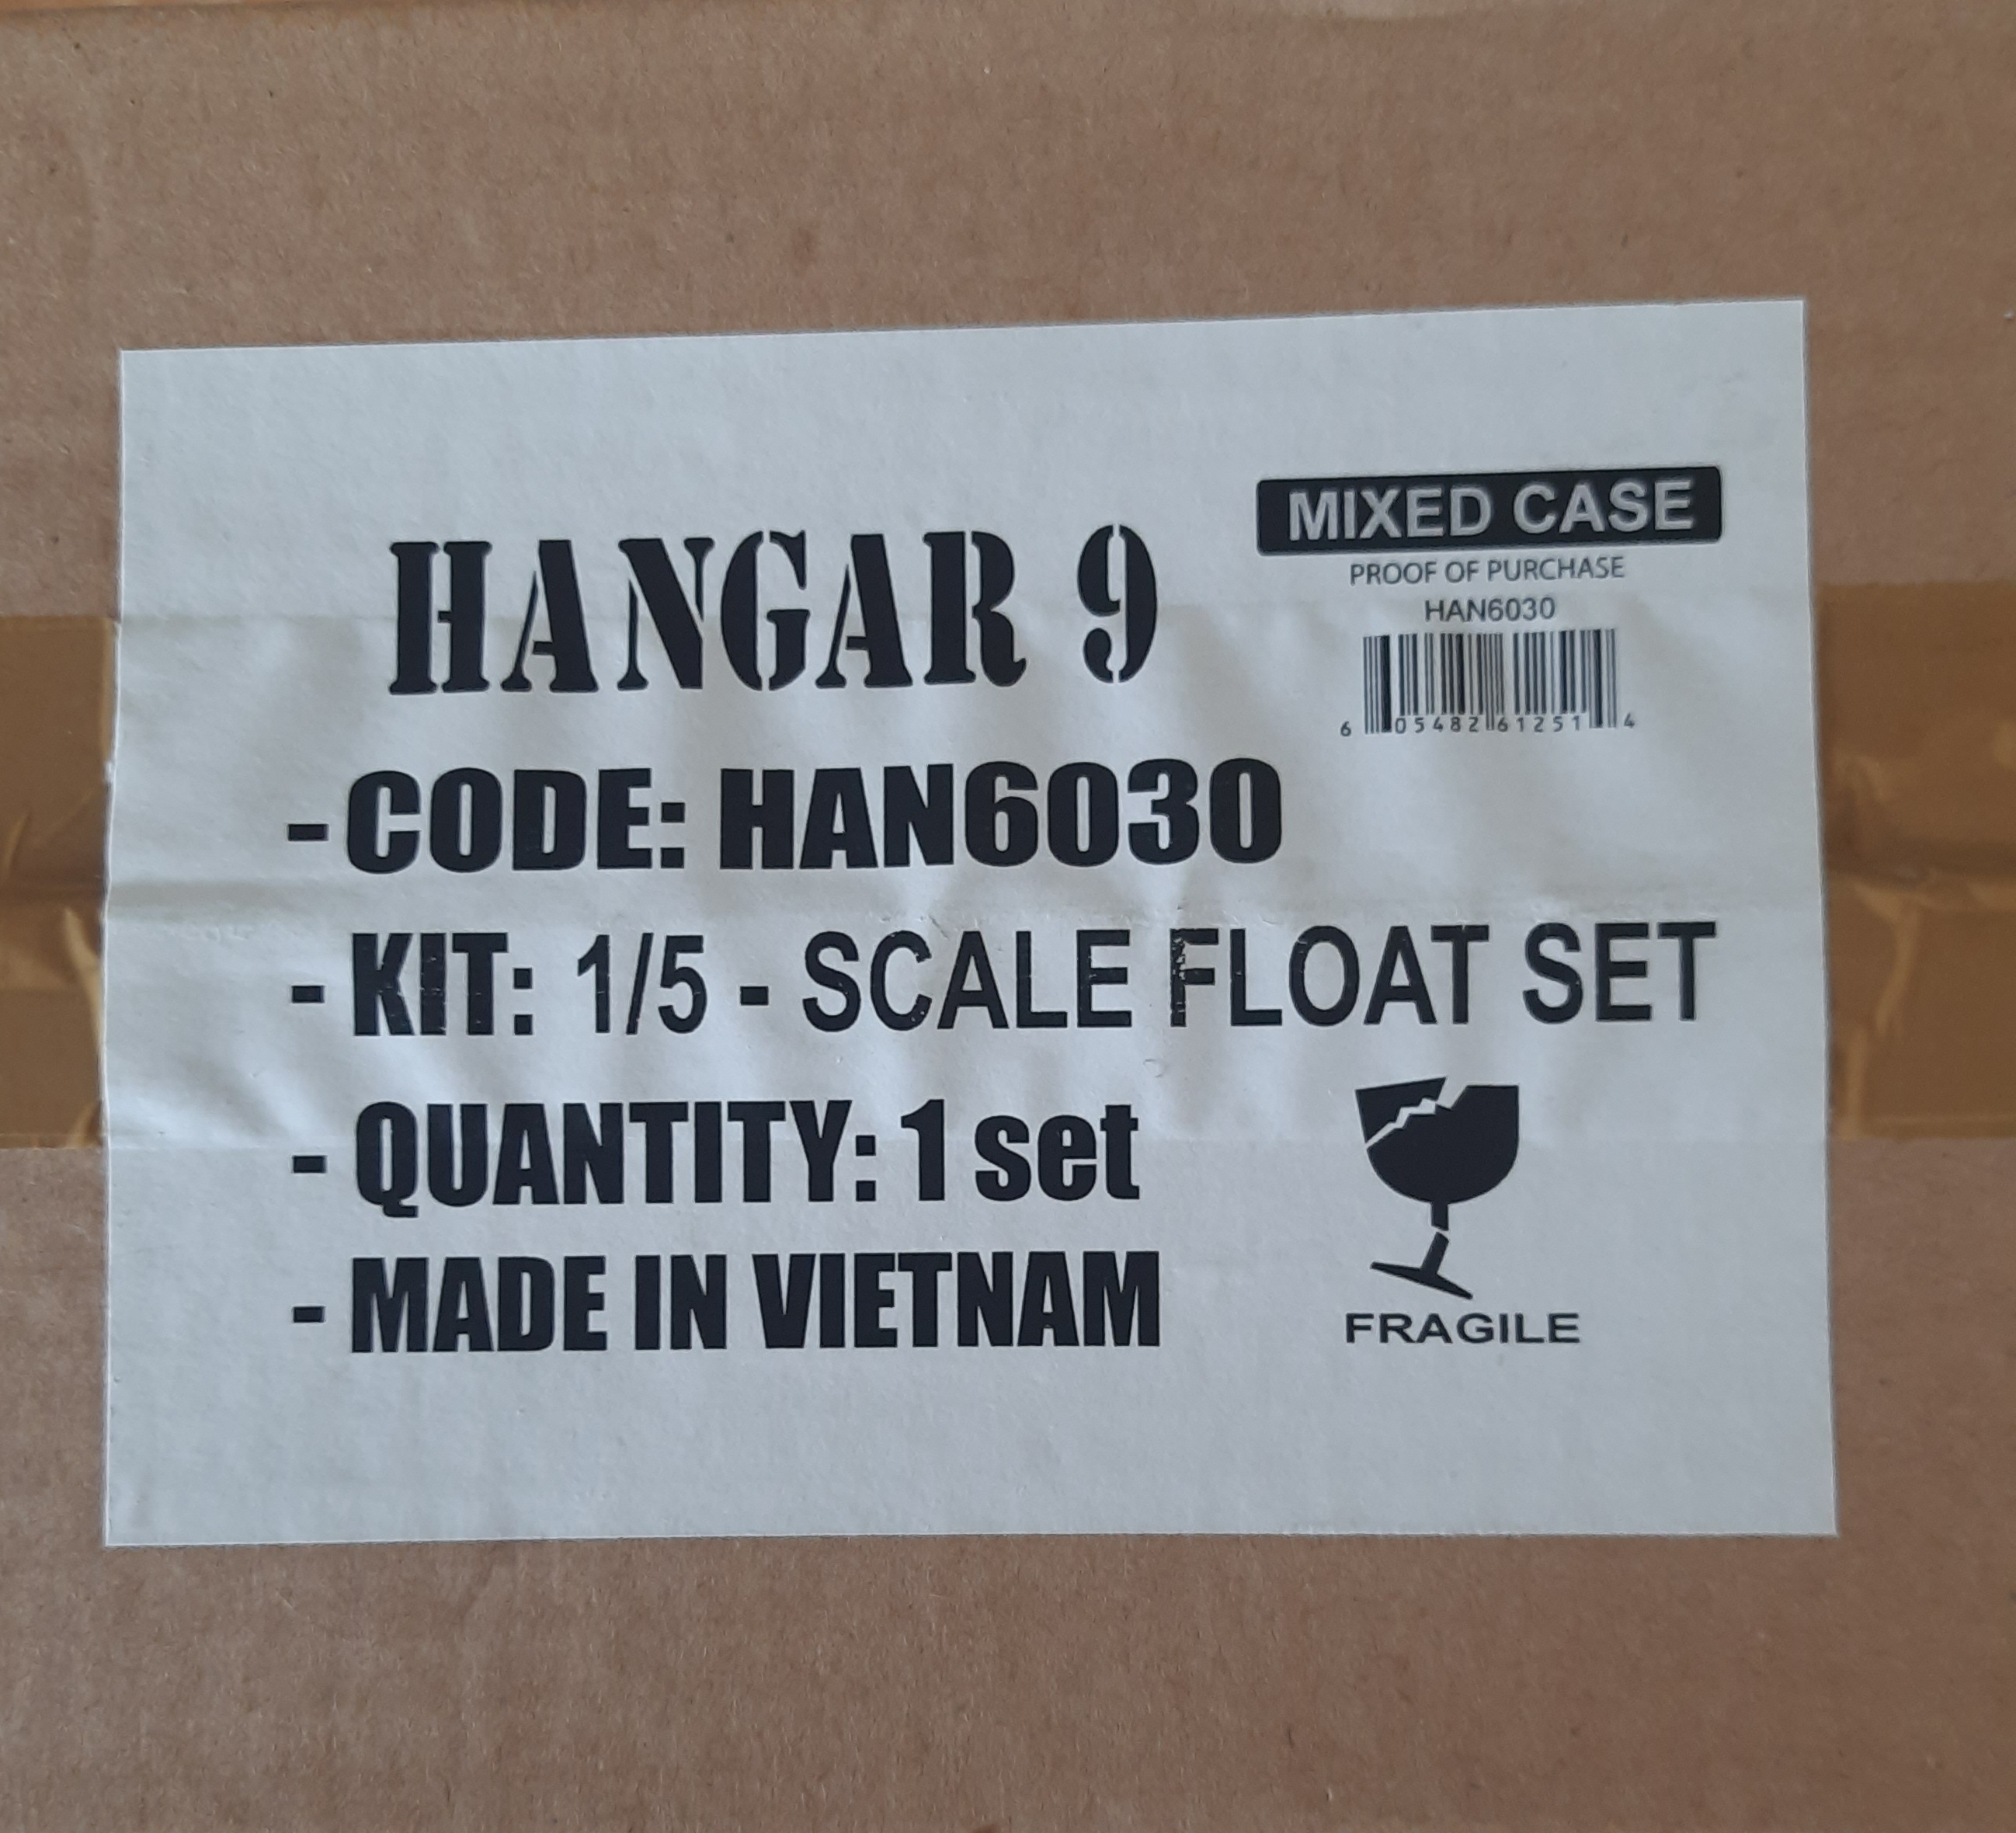 HANGAR 9
MIXED CASE
PROOF OF PURCHASE
HAN6030
6 05482 61251 4
- CODE: HAN6030
- KIT: 1/5 - SCALE FLOAT SET
- QUANTITY: 1 set
- MADE IN VIETNAM
FRAGILE